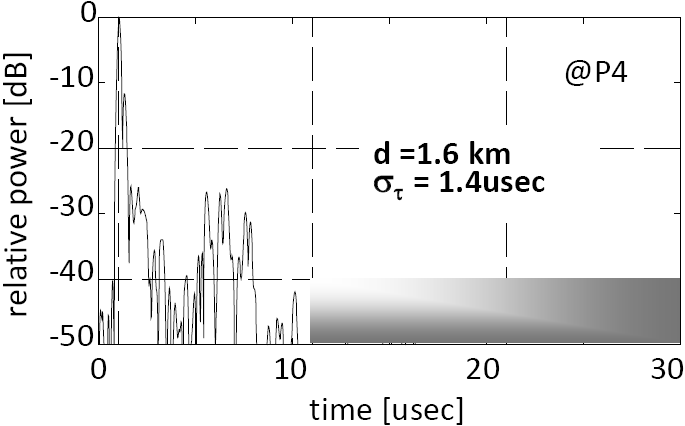 0
-10
-20
-30
-40
-50
relative power [dB]
@P4
d =1.6 km
στ = 1.4usec
0
10
20
30
time [usec]